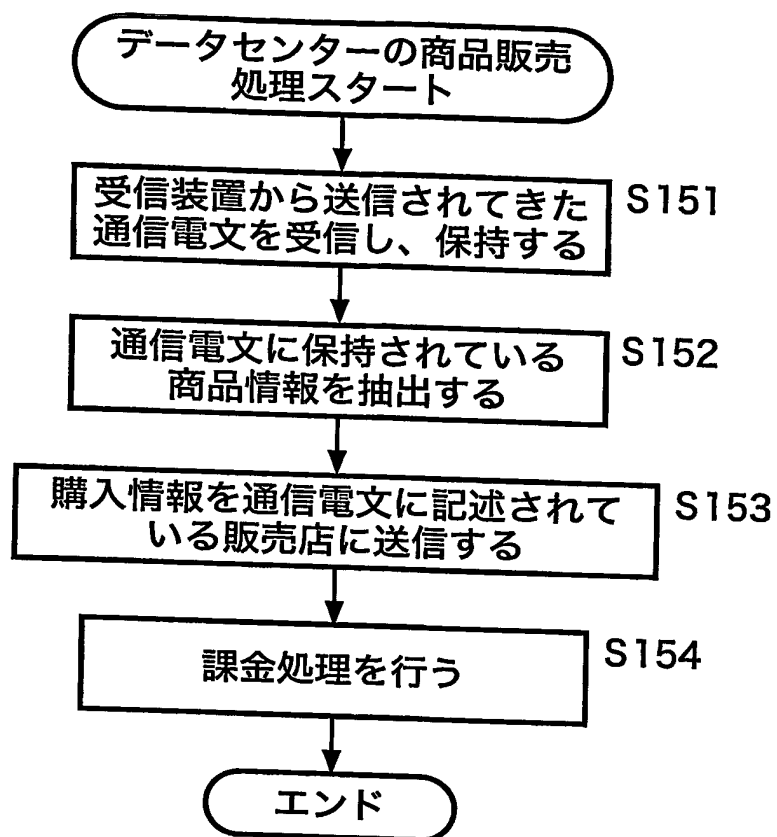 データセンターの商品販売
処理スタート
受信装置から送信されてきた
通信電文を受信し、保持する
S151
通信電文に保持されている
商品情報を抽出する
S152
購入情報を通信電文に記述されて
いる販売店に送信する
S153
課金処理を行う
S154
エンド